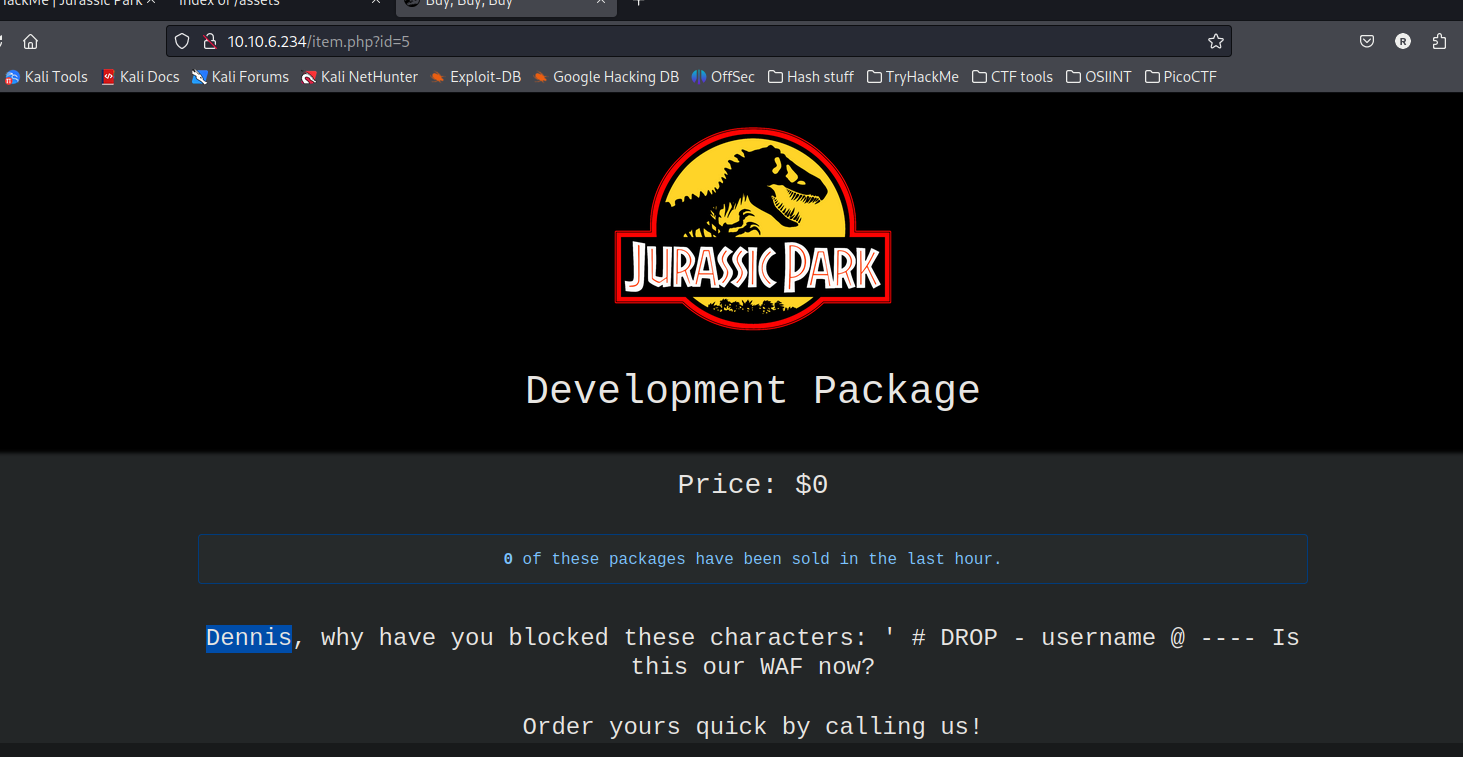 HackMe | Jurassic Park
Index of /assets
Buy, Buy, Buy
10.10.6.234/item.php?id=5
R
Kali Tools Kali Docs Kali Forums Kali NetHunter Exploit-DB Google Hacking DB OffSec Hash stuff TryHackMe CTF tools OSIINT PicoCTF
JURASSIC PARK
Development Package
Price: $0
0 of these packages have been sold in the last hour.
Dennis, why have you blocked these characters: ' # DROP - username @ ---- Is
this our WAF now?
Order yours quick by calling us!